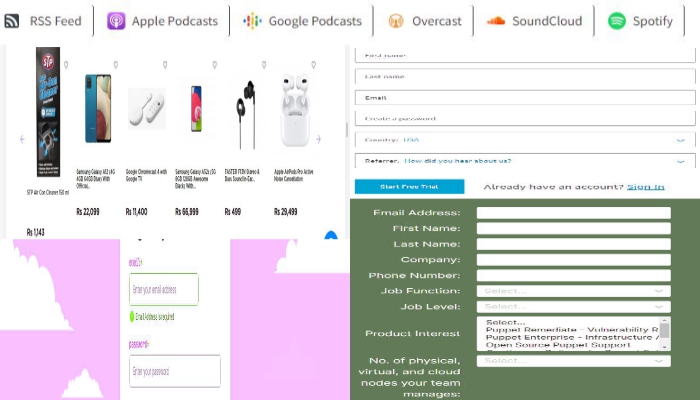 RSS Feed
Apple Podcasts
Google Podcasts
Overcast
SoundCloud
Spotify
STP
STP Air Con Cleaner 150 ml
Rs 1,143
Samsung Galaxy A12 (4G
4GB 64GB Dual) With
Official..
Rs 22,099
Google Chromecast 4 with
Google TV
Rs 11,400
Samsung Galaxy A52s (5G
8GB 128GB Awesome
Black) With...
Rs 66,999
FASTER FE1N Stereo &
Bass Sound In-Ear...
Rs 499
Apple AirPods Pro Active
Noise Cancellation
Rs 29,499
First name
Last name
Email
Create a password
Country: USA
Referrer. How did you hear about us?
Start Free Trial
Already have an account? Sign In
email:*
Enter your email address
Email Address is required
password:*
Enter your password
Email Address:
First Name:
Last Name:
Company:
Phone Number:
Job Function: Select...
Job Level: Select...
Product Interest
Select...
Puppet Remediate - Vulnerability R
Puppet Enterprise - Infrastructure /
Open Source Puppet Support
No. of physical,
virtual, and cloud
nodes your team
manages:
Select...